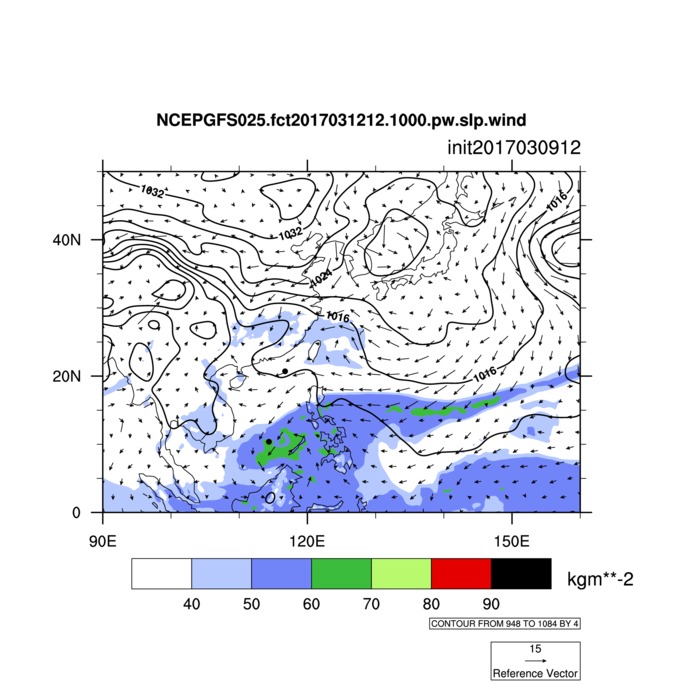 NCEPGFS025.fct2017031212.1000.pw.slp.wind
init2017030912
1032
1016
1032
40N
1024
1016
1016
20N
0
90E 120E 150E
kgm**-2
40 50 60 70 80 90
CONTOUR FROM 948 TO 1084 BY 4
15
Reference Vector